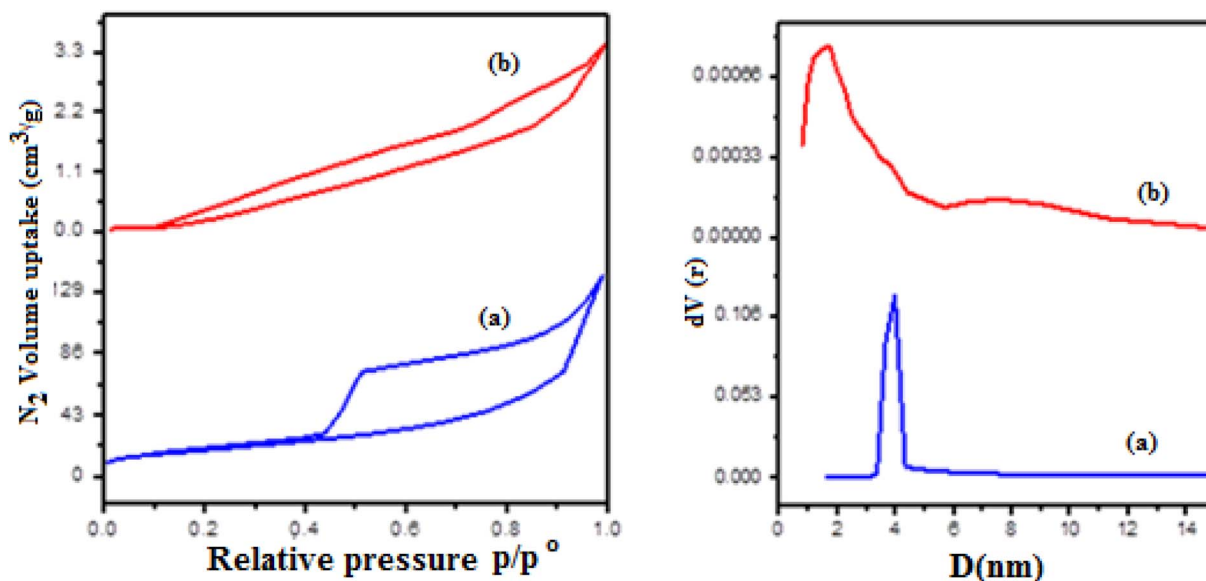 N2 Volume uptake (cm3/g)
3.3
2.2
1.1
0.0
129
86
43
0
(b)
(a)
0.0 0.2 0.4 0.6 0.8 1.0
Relative pressure p/p °
dV (r)
0.00066
0.00033
0.00000
0.106
0.053
0.000
(b)
(a)
0 2 4 6 8 10 12 14
D(nm)